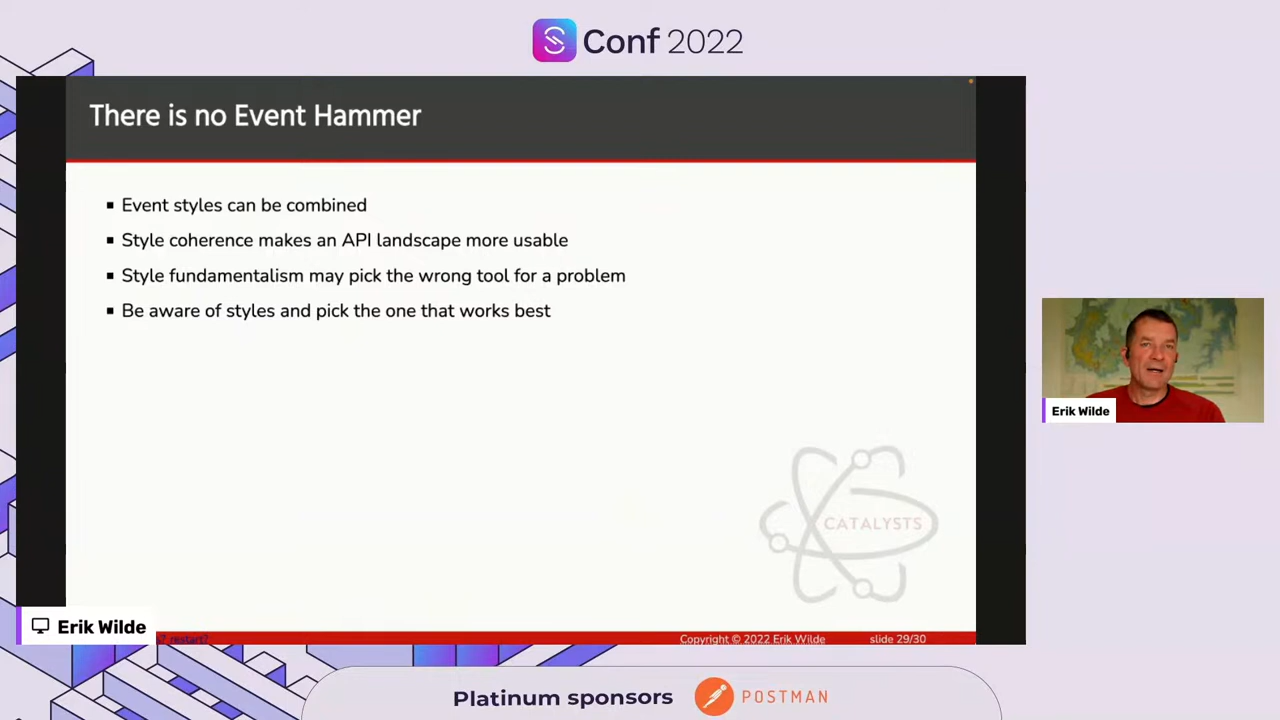 Conf 2022
There is no Event Hammer
Event styles can be combined
Style coherence makes an API landscape more usable
Style fundamentalism may pick the wrong tool for a problem
Be aware of styles and pick the one that works best
CATALYSTS
Erik Wilde
Erik Wilde
restart?
Copyright © 2022 Erik Wilde
slide 29/30
Platinum sponsors
POSTMAN